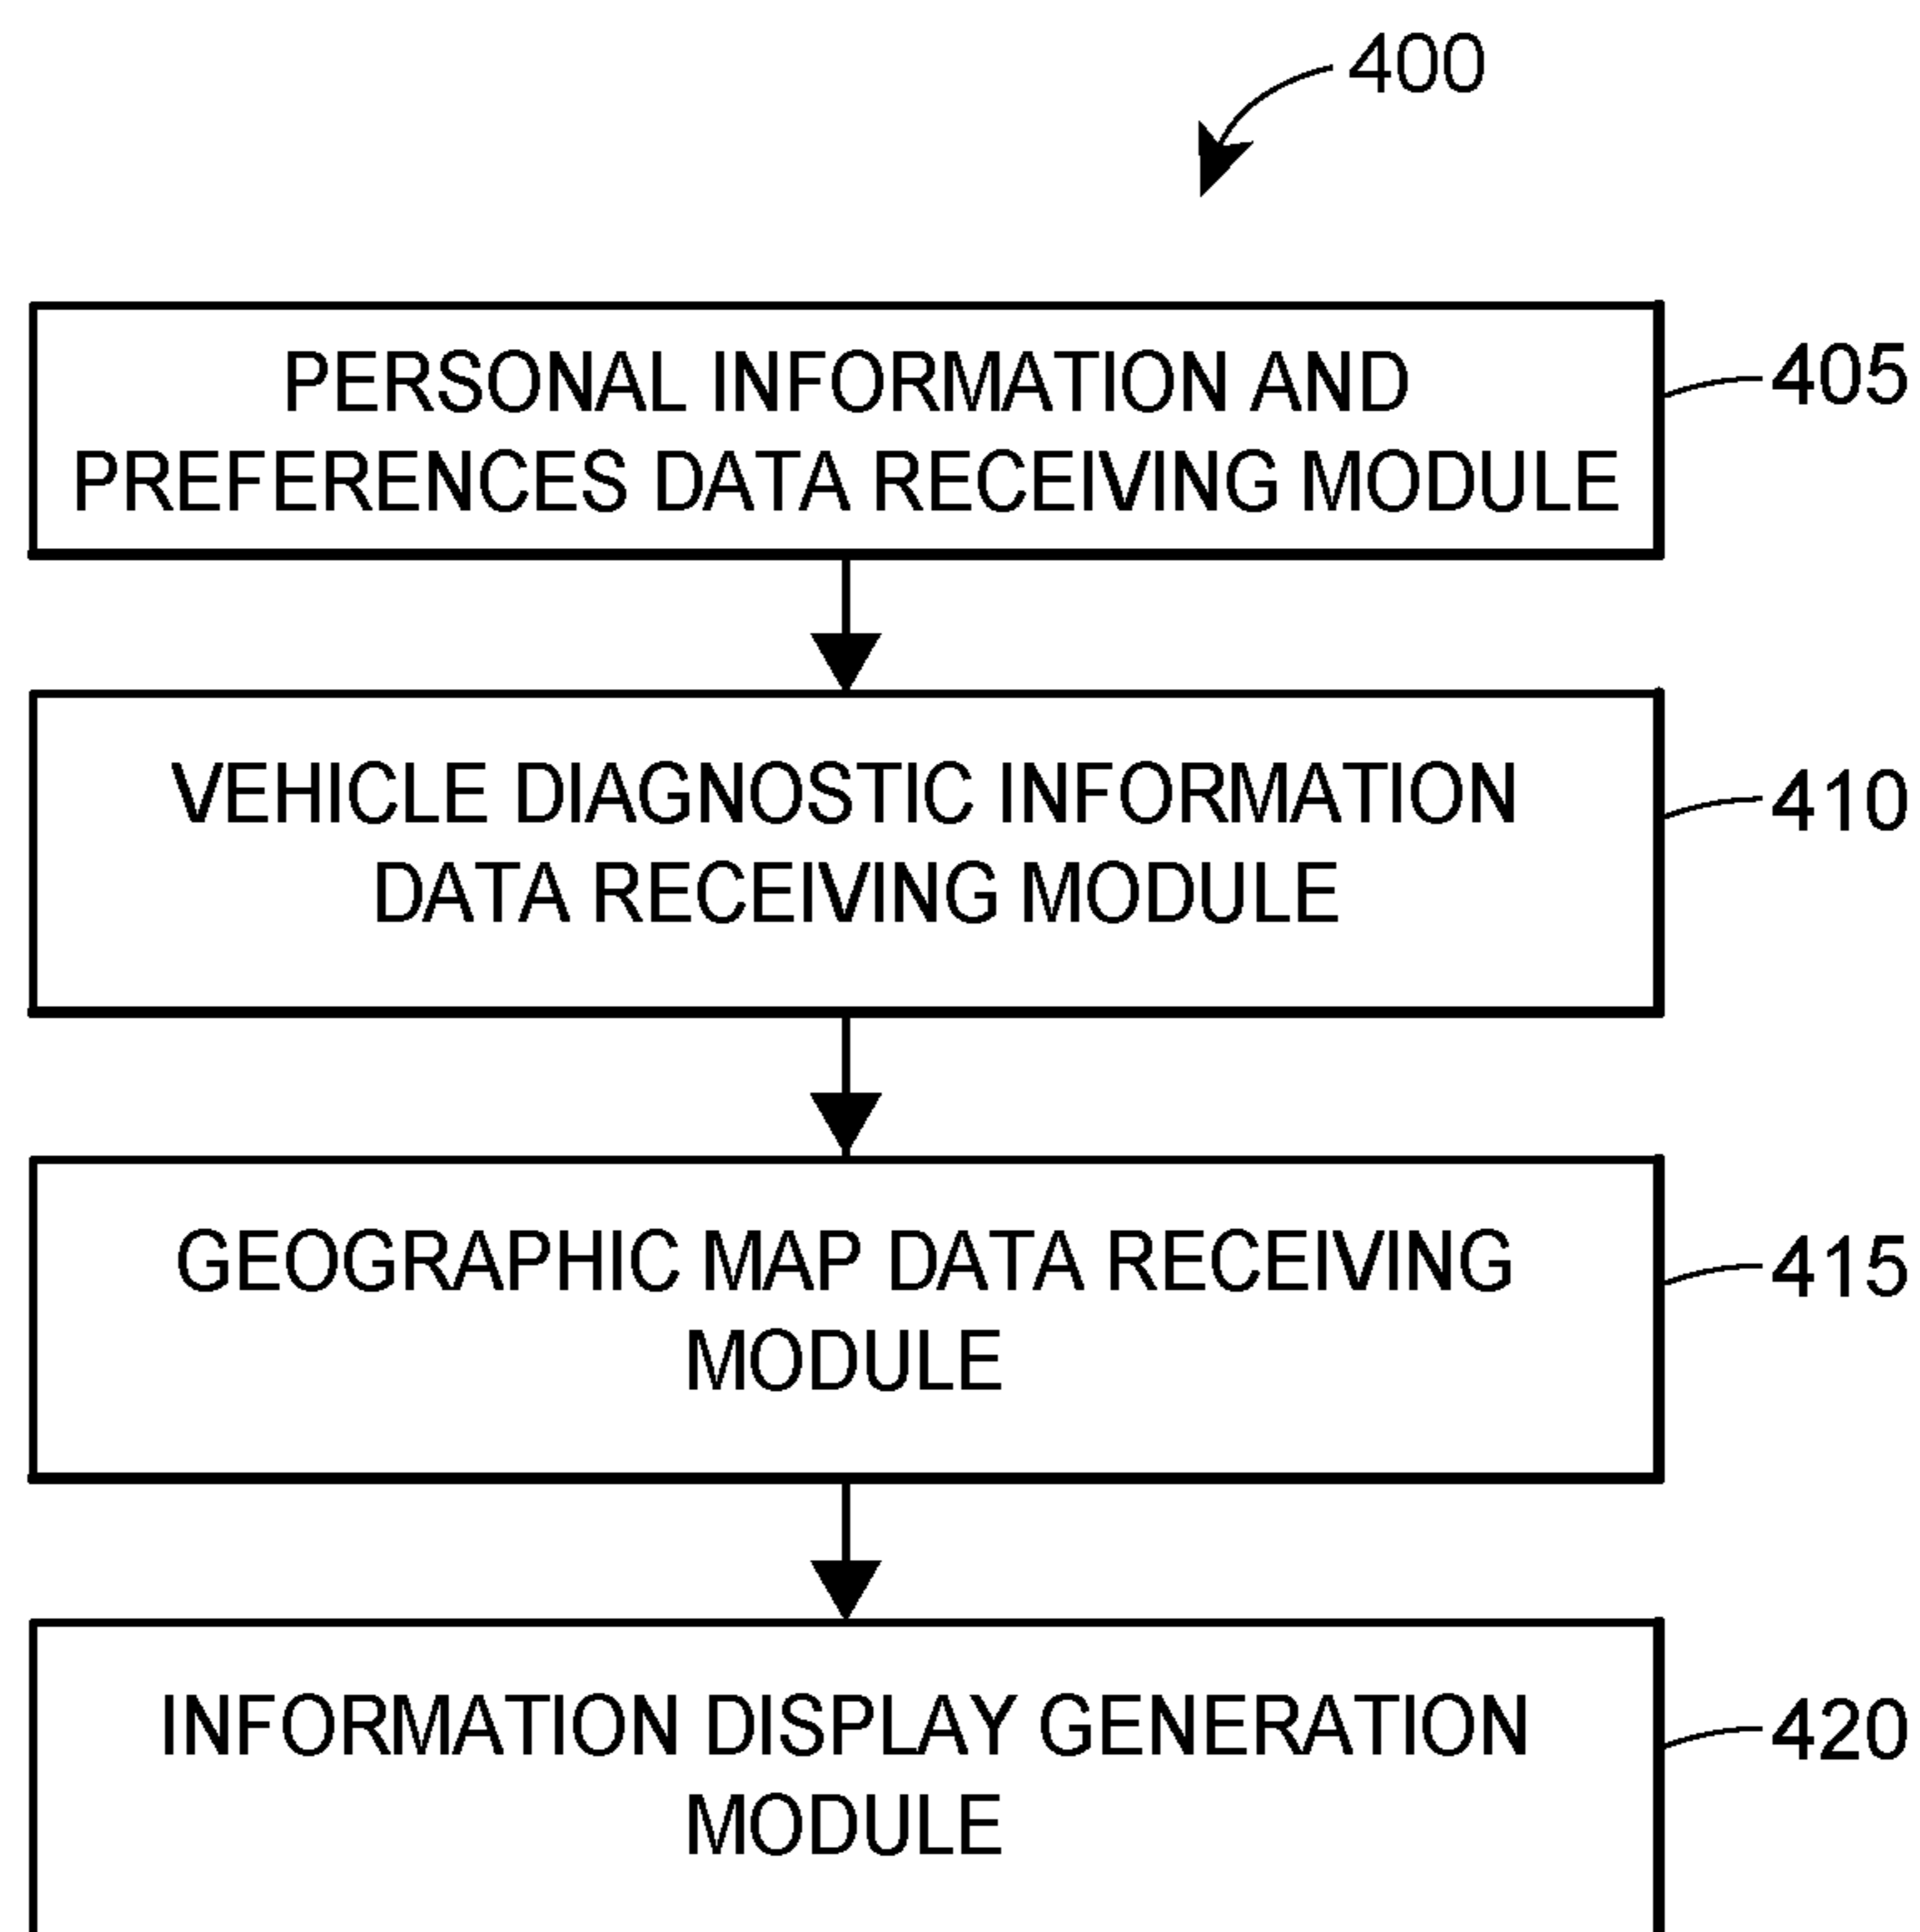 400
PERSONAL INFORMATION AND
PREFERENCES DATA RECEIVING MODULE
405
VEHICLE DIAGNOSTIC INFORMATION
DATA RECEIVING MODULE
410
GEOGRAPHIC MAP DATA RECEIVING
MODULE
415
INFORMATION DISPLAY GENERATION
MODULE
420